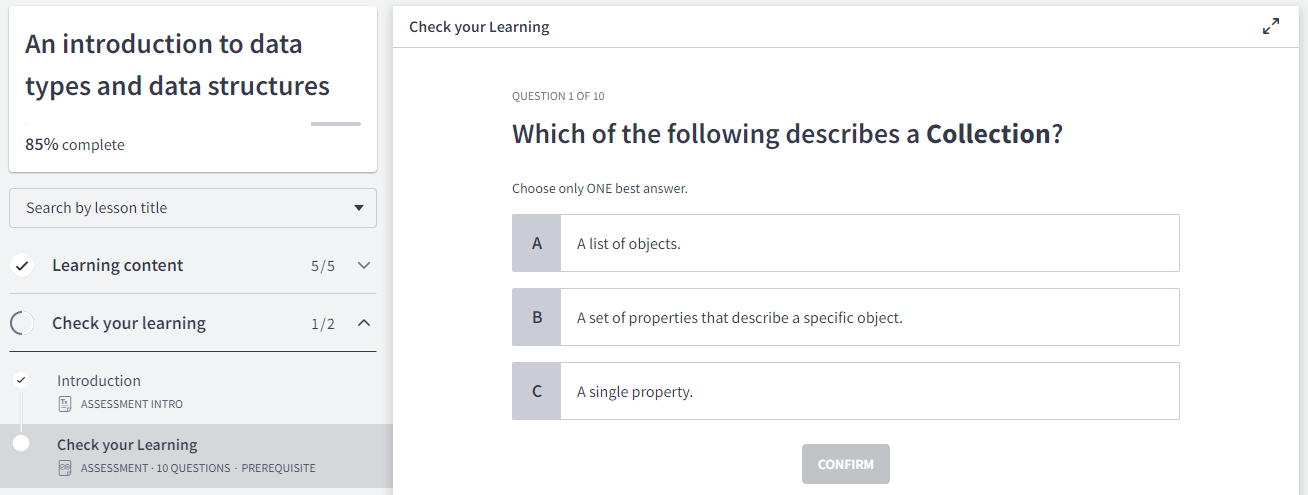 An introduction to data
types and data structures
85% complete
Search by lesson title
Learning content
5/5
Check your learning
1/2
Introduction
ASSESSMENT INTRO
Check your Learning
ASSESSMENT · 10 QUESTIONS · PREREQUISITE
Check your Learning
QUESTION 1 OF 10
Which of the following describes a Collection?
Choose only ONE best answer.
A
A list of objects.
B
A set of properties that describe a specific object.
C
A single property.
CONFIRM